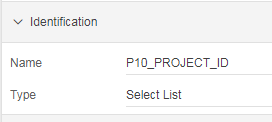 Identification
Name P10_PROJECT_ID
Type Select List